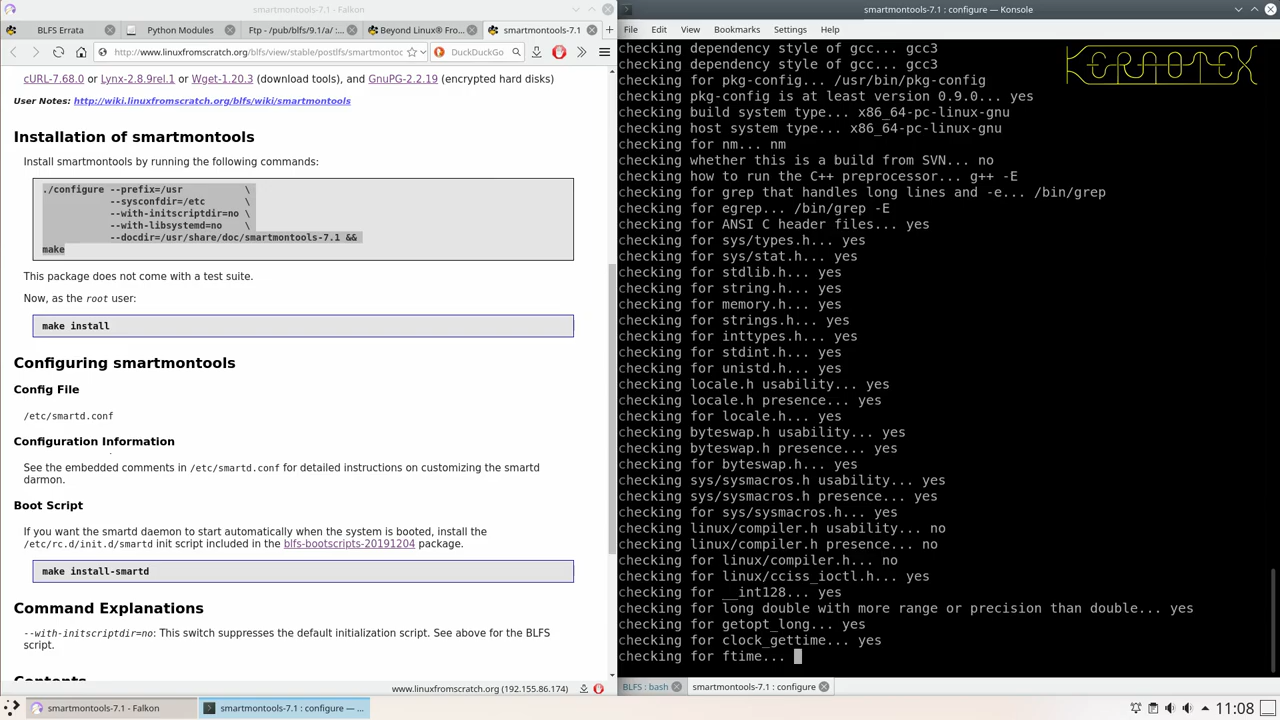 smartmontools-7.1 - Falkon
BLFS Errata
Python Modules
Ftp - /pub/blfs/9.1/a/ :...
Beyond Linux® Fro...
smartmontools-7.1
http://www.linuxfromscratch.org/blfs/view/stable/postlfs/smartmontoc
DuckDuckGo
cURL-7.68.0 or Lynx-2.8.9rel.1 or Wget-1.20.3 (download tools), and GnuPG-2.2.19 (encrypted hard disks)
User Notes: http://wiki.linuxfromscratch.org/blfs/wiki/smartmontools
Installation of smartmontools
Install smartmontools by running the following commands:
./configure --prefix=/usr \
--sysconfdir=/etc \
--with-initscriptdir=no \
--with-libsystemd=no \
--docdir=/usr/share/doc/smartmontools-7.1 &&
make
This package does not come with a test suite.
Now, as the root user:
make install
Configuring smartmontools
Config File
/etc/smartd.conf
Configuration Information
See the embedded comments in /etc/smartd.conf for detailed instructions on customizing the smartd
darmon.
Boot Script
If you want the smartd daemon to start automatically when the system is booted, install the
/etc/rc.d/init.d/smartd init script included in the blfs-bootscripts-20191204 package.
make install-smartd
Command Explanations
--with-initscriptdir=no: This switch suppresses the default initialization script. See above for the BLFS
script.
Contents
www.linuxfromscratch.org (192.155.86.174)
smartmontools-7.1 : configure — Konsole
File Edit View Bookmarks Settings Help
KERNOTEX
checking dependency style of gcc... gcc3
checking dependency style of gcc... gcc3
checking for pkg-config... /usr/bin/pkg-config
checking pkg-config is at least version 0.9.0... yes
checking build system type... x86_64-pc-linux-gnu
checking host system type... x86_64-pc-linux-gnu
checking for nm... nm
checking whether this is a build from SVN... no
checking how to run the C++ preprocessor... g++ -E
checking for grep that handles long lines and -e... /bin/grep
checking for egrep... /bin/grep -E
checking for ANSI C header files... yes
checking for sys/types.h... yes
checking for sys/stat.h... yes
checking for stdlib.h... yes
checking for string.h... yes
checking for memory.h... yes
checking for strings.h... yes
checking for inttypes.h... yes
checking for stdint.h... yes
checking for unistd.h... yes
checking locale.h usability... yes
checking locale.h presence... yes
checking for locale.h... yes
checking byteswap.h usability... yes
checking byteswap.h presence... yes
checking for byteswap.h... yes
checking sys/sysmacros.h usability... yes
checking sys/sysmacros.h presence... yes
checking for sys/sysmacros.h... yes
checking linux/compiler.h usability... no
checking linux/compiler.h presence... no
checking for linux/compiler.h... no
checking for linux/cciss_ioctl.h... yes
checking for __int128... yes
checking for long double with more range or precision than double... yes
checking for getopt_long... yes
checking for clock_gettime... yes
checking for ftime...
BLFS : bash
smartmontools-7.1 : configure
smartmontools-7.1 - Falkon
smartmontools-7.1 : configure — ...
11:08